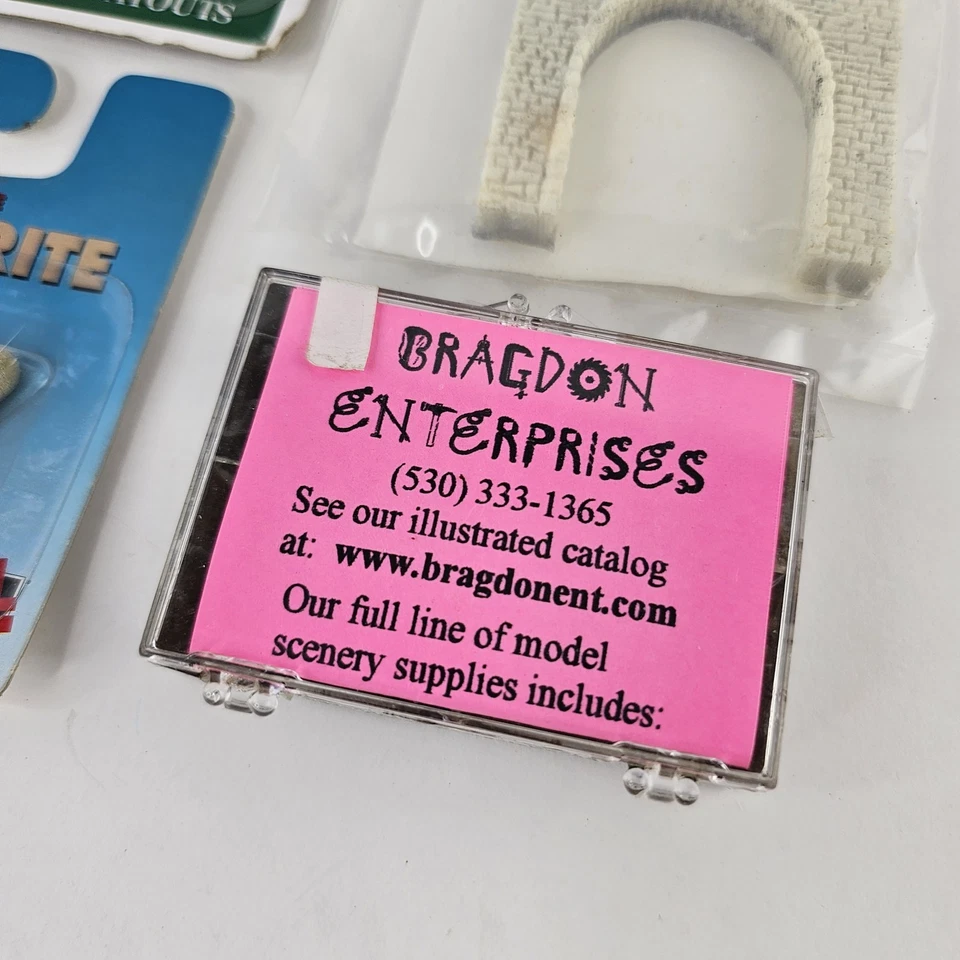 BRAGDON
ENTERPRISES
(530) 333-1365
See our illustrated catalog
at: www.bragdonent.com
Our full line of model
scenery supplies includes: